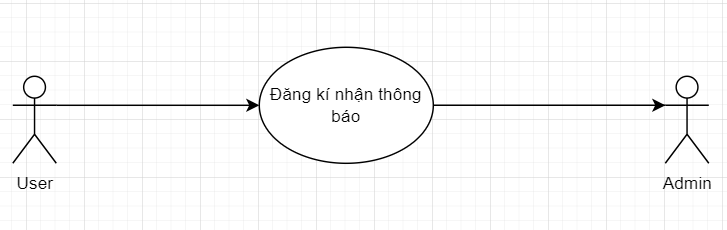 Đăng kí nhận thông
báo
User
Admin